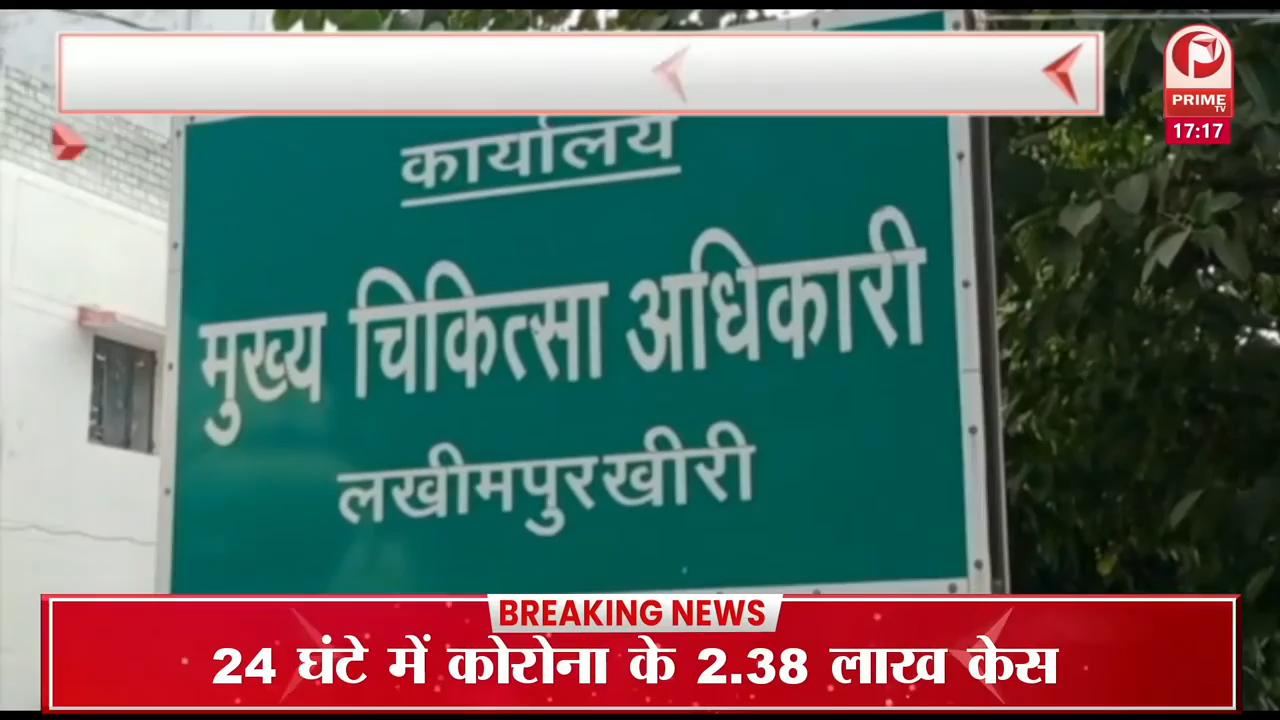 PRIME
TV
17:17
कार्यालय
मुख्य चिकित्सा अधिकारी
लखीमपुरखीरी
BREAKING NEWS
24 घंटे में कोरोना के 2.38 लाख केस